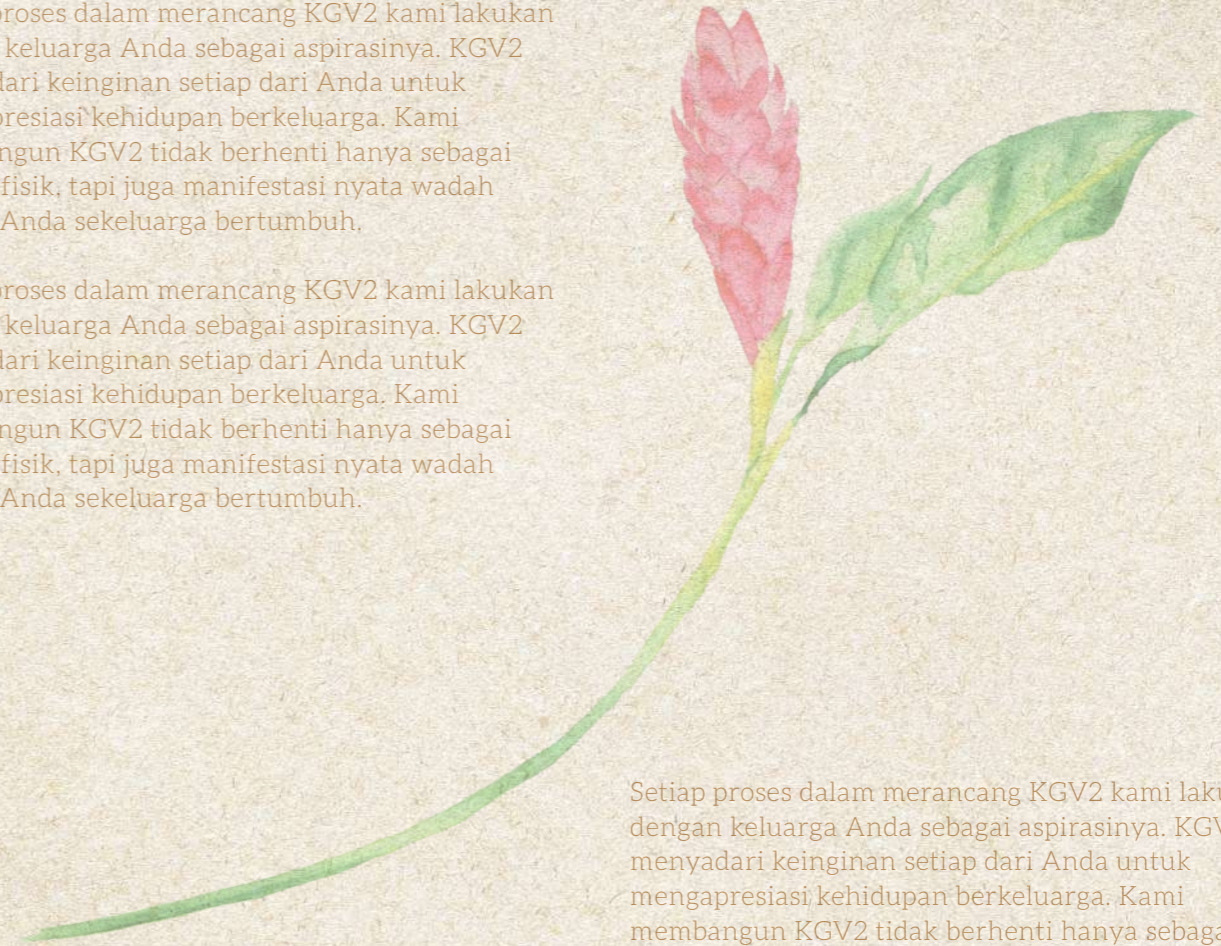 proses dalam merancang KGV2 kami lakukan
keluarga Anda sebagai aspirasinya. KGV2
dari keinginan setiap dari Anda untuk
presiasi kehidupan berkeluarga. Kami
ngun KGV2 tidak berhenti hanya sebagai
fisik, tapi juga manifestasi nyata wadah
Anda sekeluarga bertumbuh.
proses dalam merancang KGV2 kami lakukan
keluarga Anda sebagai aspirasinya. KGV2
dari keinginan setiap dari Anda untuk
presiasi kehidupan berkeluarga. Kami
ngun KGV2 tidak berhenti hanya sebagai
fisik, tapi juga manifestasi nyata wadah
Anda sekeluarga bertumbuh.
Setiap proses dalam merancang KGV2 kami laku
dengan keluarga Anda sebagai aspirasinya. KGV
menyadari keinginan setiap dari Anda untuk
mengapresiasi kehidupan berkeluarga. Kami
membangun KGV2 tidak berhenti hanya sebaga